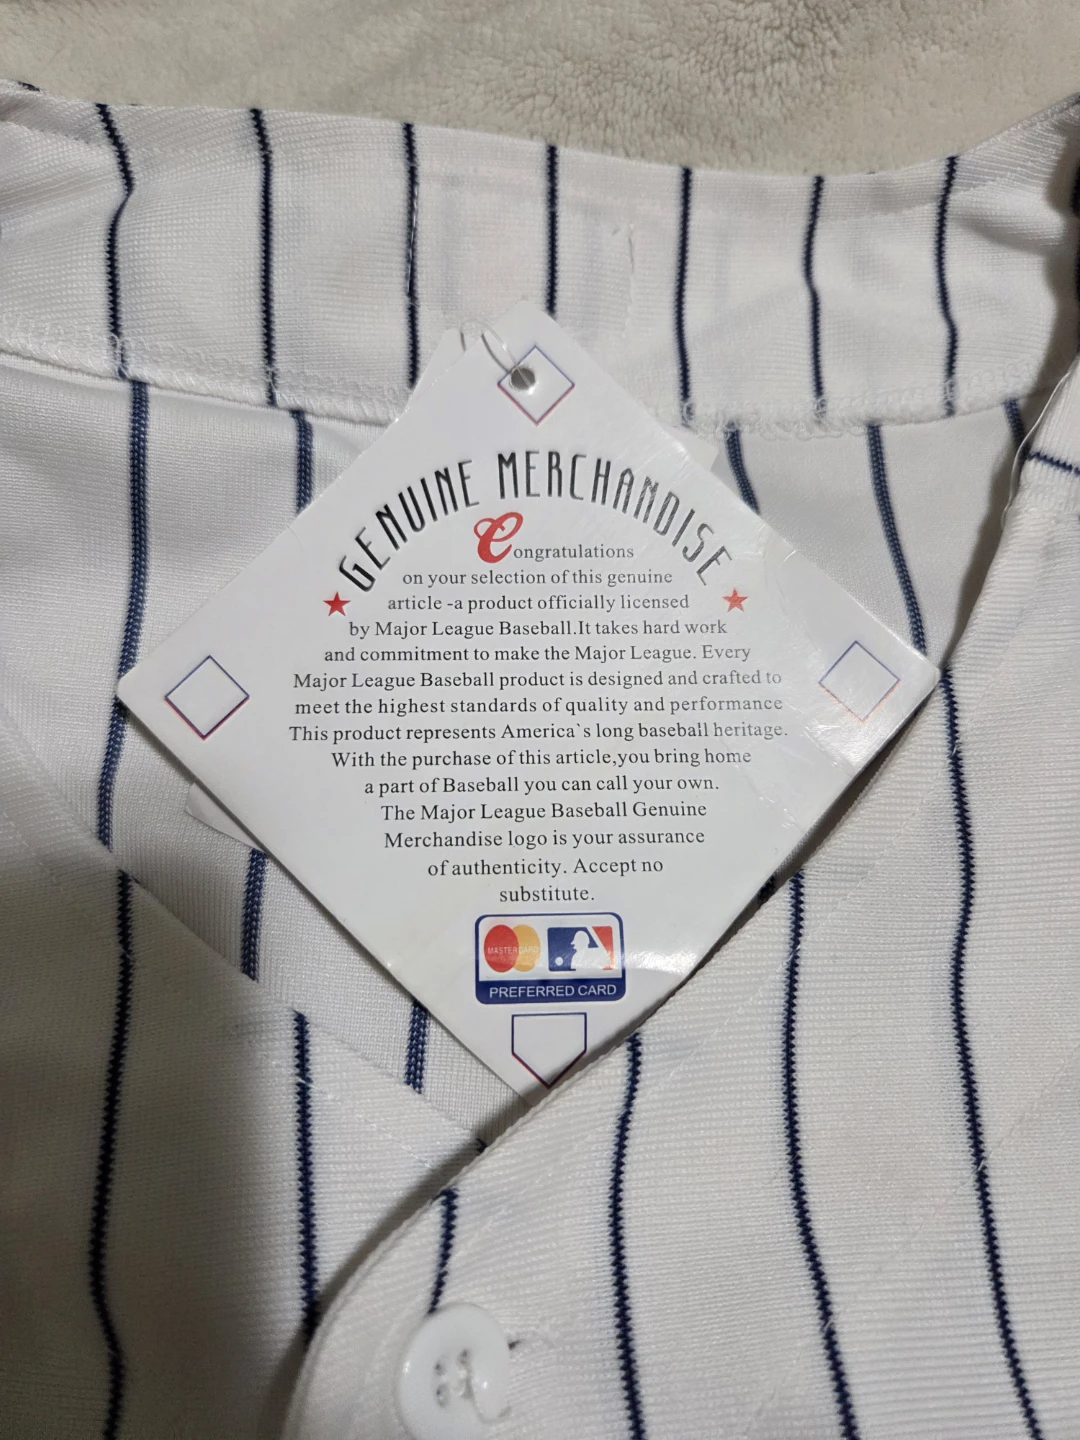 GENUINE MERCHANDISE
Congratulations
on your selection of this genuine
article -a product officially licensed
by Major League Baseball.It takes hard work
and commitment to make the Major League. Every
Major League Baseball product is designed and crafted to
meet the highest standards of quality and performance
This product represents America`s long baseball heritage.
With the purchase of this article,you bring home
a part of Baseball you can call your own.
The Major League Baseball Genuine
Merchandise logo is your assurance
of authenticity. Accept no
substitute.
MASTERCARD
PREFERRED CARD